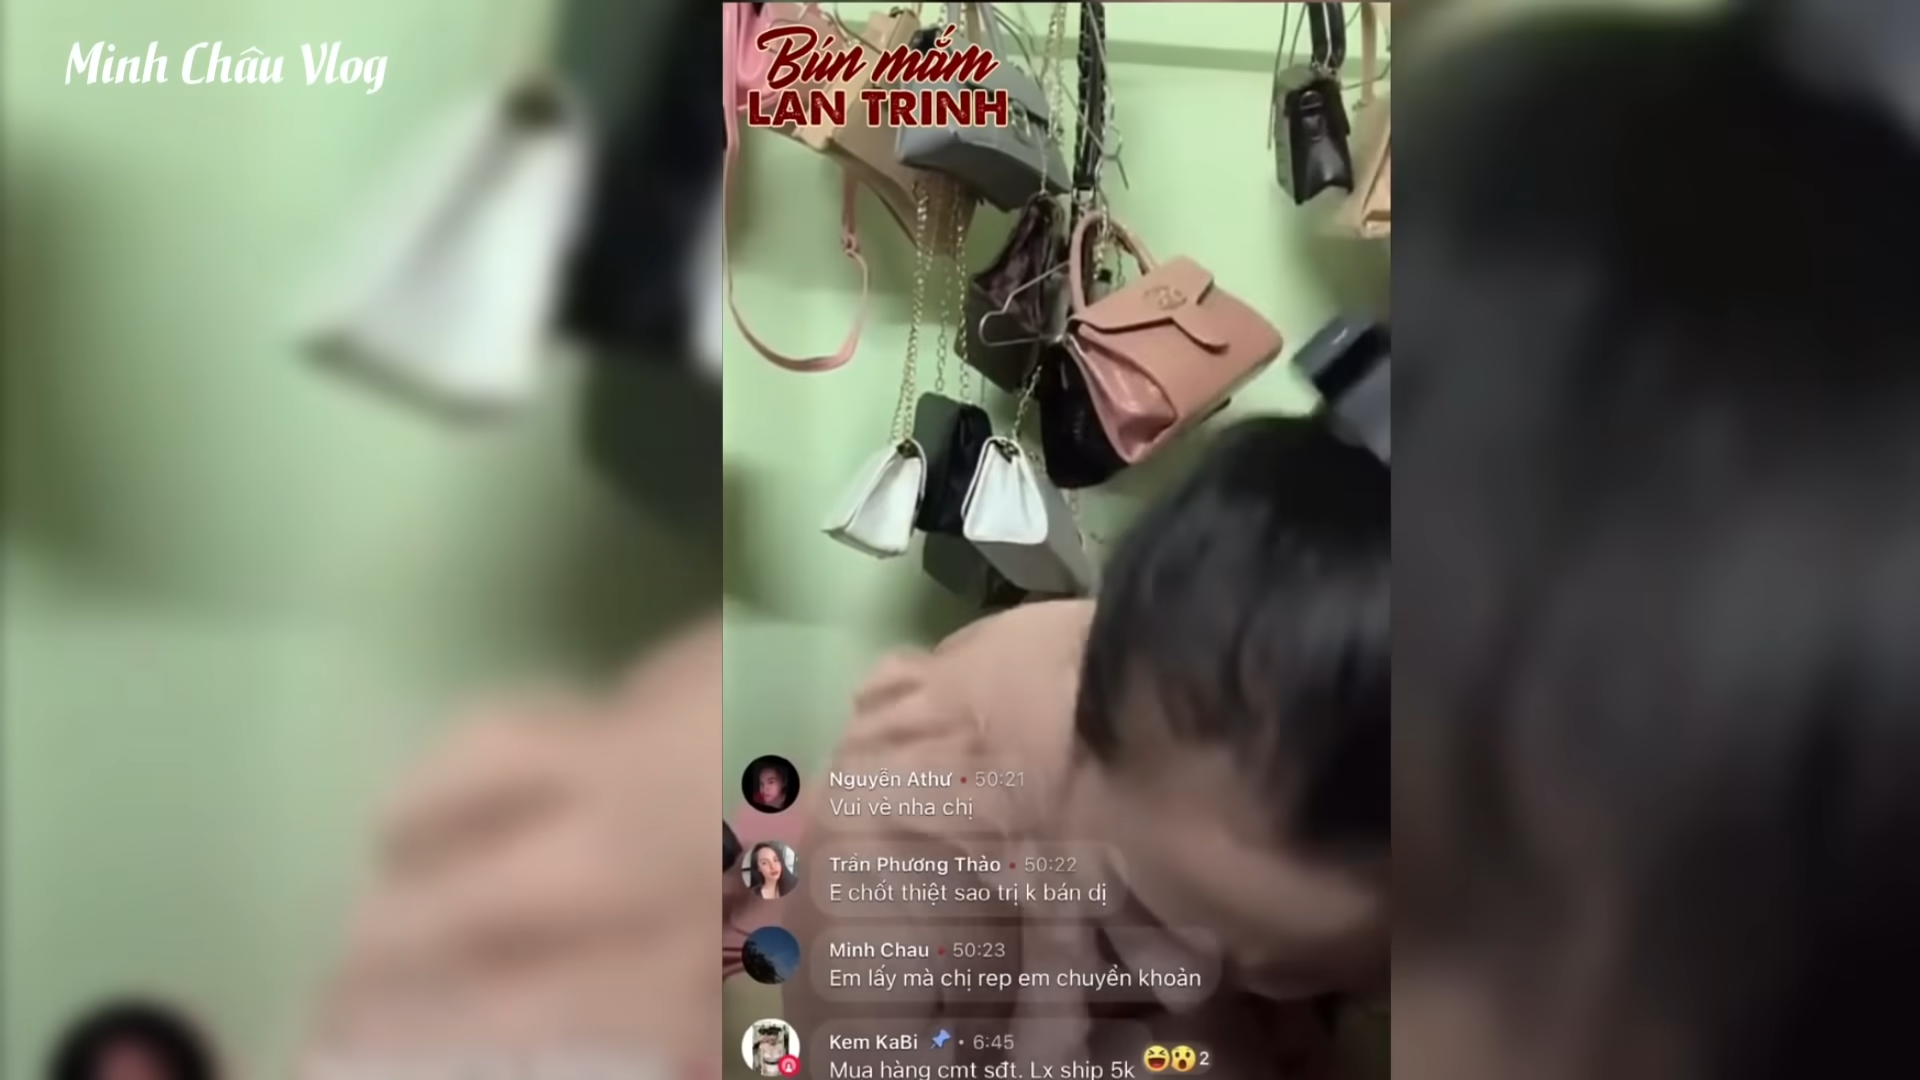 Minh Châu Vlog
Bún mắm
LAN TRINH
Nguyễn Athư • 50:21
Vui vẻ nha chị
Trần Phương Thảo • 50:22
E chốt thiệt sao trị k bán dị
Minh Chau • 50:23
Em lấy mà chị rep em chuyển khoản
Kem KaBi • 6:45
Mua hàng cmt sđt. Lx ship 5k 2